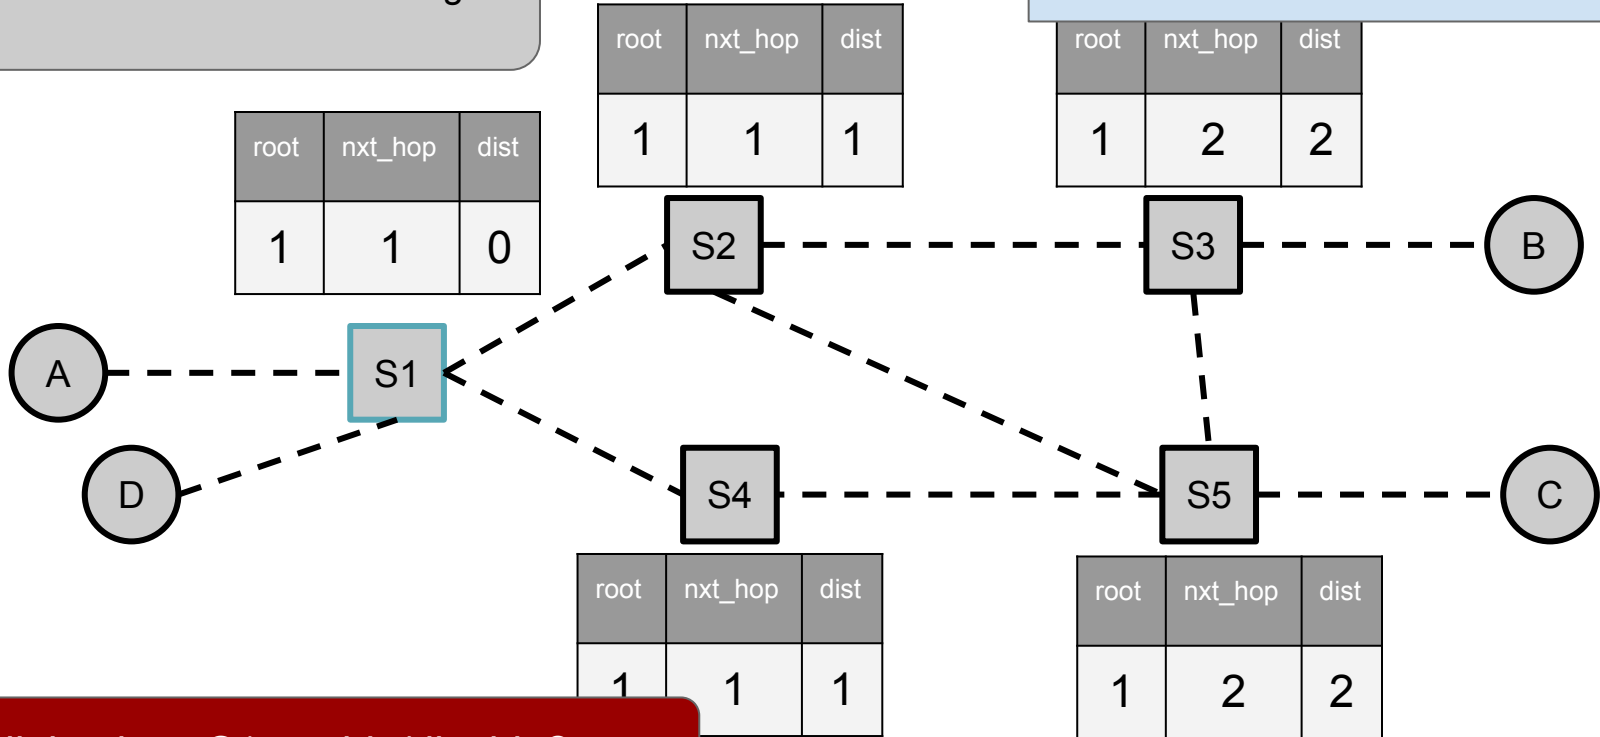 root nxt_hop dist
1 1 1
root nxt_hop dist
1 2 2
root nxt_hop dist
1 1 0
S2
S3
B
A
S1
D
S4
S5
C
root nxt_hop dist
1 1 1
root nxt_hop dist
1 2 2